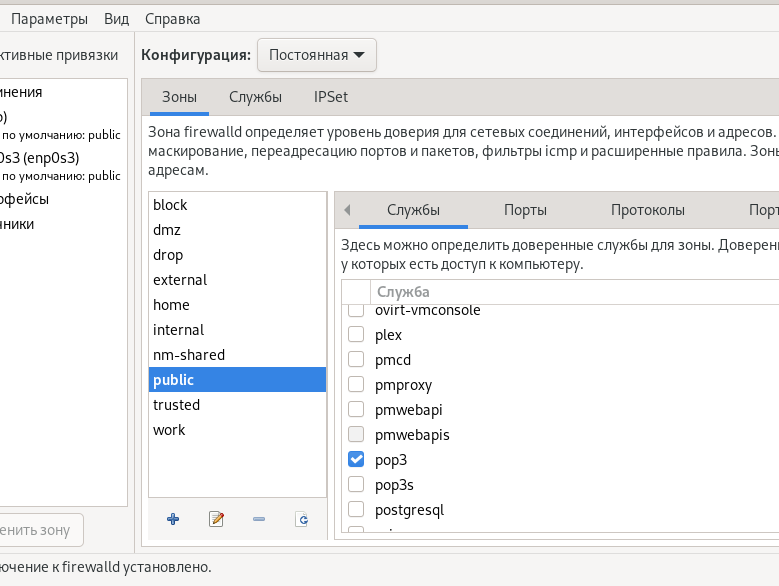 Параметры Вид Справка
ктивные привязки
Конфигурация: Постоянная
инения
о)
по умолчанию: public
0s3 (enp0s3)
по умолчанию: public
рфейсы
чники
енить зону
Зоны Службы IPSet
Зона firewalld определяет уровень доверия для сетевых соединений, интерфейсов и адресов.
маскирование, переадресацию портов и пакетов, фильтры icmp и расширенные правила. Зоны
адресам.
block
dmz
drop
external
home
internal
nm-shared
public
trusted
work
Службы Порты Протоколы Порт
Здесь можно определить доверенные службы для зоны. Доверен
у которых есть доступ к компьютеру.
Служба
ovirt-vmconsole
plex
pmcd
pmproxy
pmwebapi
pmwebapis
pop3
pop3s
postgresql
ючение к firewalld установлено.